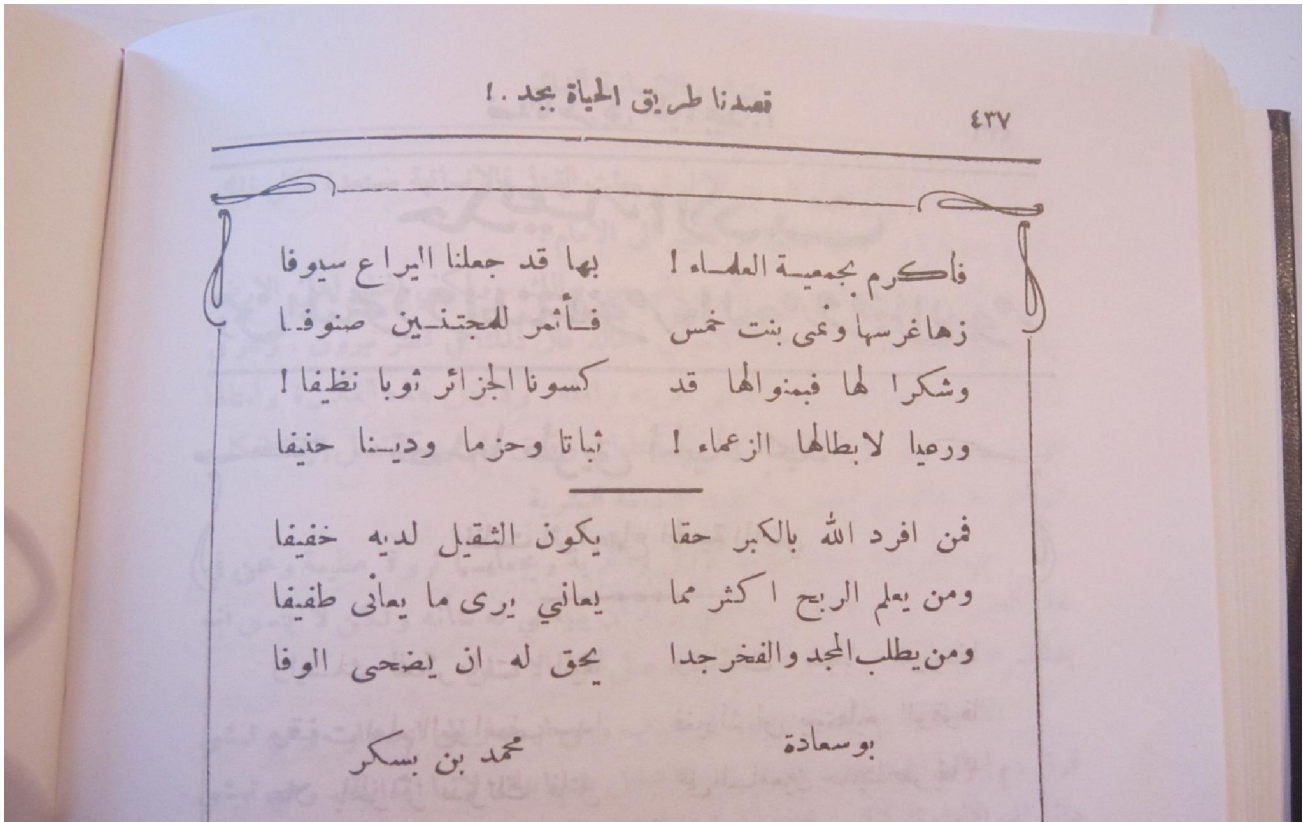 ٤٣٧
قصدنا طريق الحياة بجد . !
فاكرم بجمعية العلماء ! بها قد جعلنا اليراع سيوفا
زها غرسها ونمى بنت خمس فأثمر للمجتنين صنوفا
وشكرا لها فبمنوالها قد كسونا الجزائر ثوبا نظيفا !
ورعيا لابطالها الزعماء ! ثباتا وحزما ودينا حنيفا
فمن افرد الله بالكبر حقا يكون الثقيل لديه خفيفا
ومن يعلم الربح اكثر مما يعاني يرى ما يعانى طفيفا
ومن يطلب المجد والفخر جدا يحق له ان يضحى الوفا
بوسعادة محمد بن بسكر